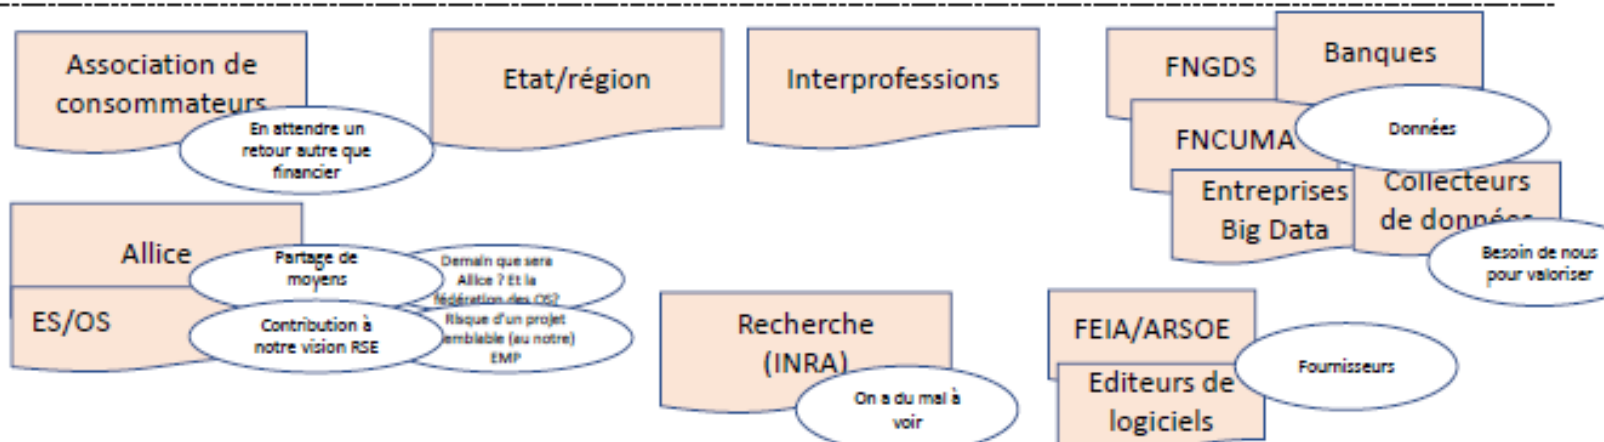 Association de
consommateurs
En attendre un
retour autre que
financier
Etat/région
Interprofessions
FNGDS
Banques
Données
FNCUMA
Entreprises
Big Data
Collecteurs
de données
Besoin de nous
pour valoriser
Allice
Partage de
moyens
Demain que sera
Allice ? Et la
fédération des OS?
ES/OS
Contribution à
notre vision RSE
Risque d'un projet
emblable (au notre)
EMP
Recherche
(INRA)
On a du mal à
voir
FEIA/ARSOE
Fournisseurs
Editeurs de
logiciels